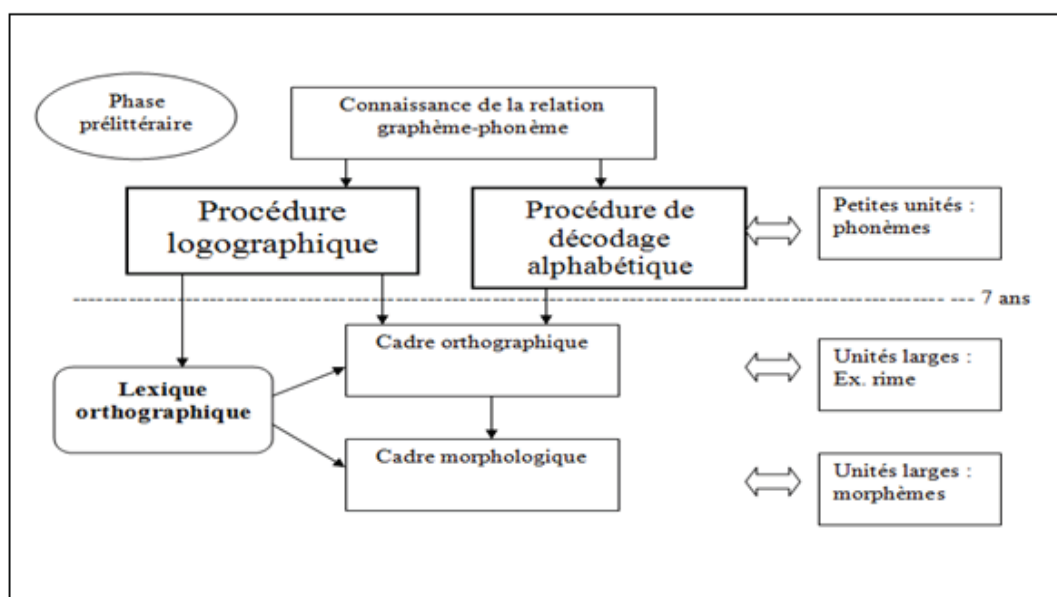 Phase
prélittéraire
Connaissance de la relation
graphème-phonème
Procédure
logographique
Procédure de
décodage
alphabétique
Petites unités :
phonèmes
7 ans
Cadre orthographique
Unités larges :
Ex. rime
Lexique
orthographique
Cadre morphologique
Unités larges :
morphèmes